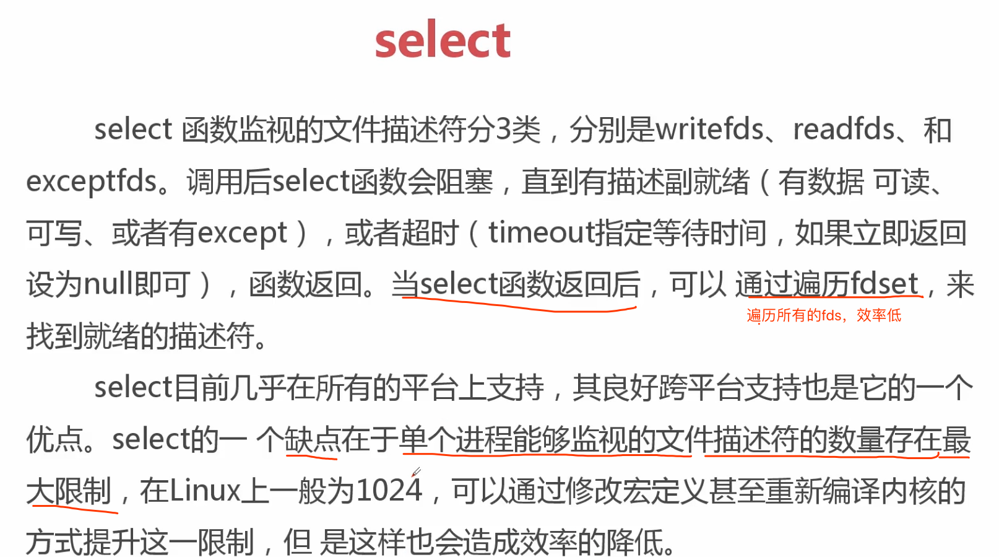 select
select 函数监视的文件描述符分3类，分别是writefds、readfds、和
exceptfds。调用后select函数会阻塞，直到有描述副就绪（有数据 可读、
可写、或者有except），或者超时（timeout指定等待时间，如果立即返回
设为null即可），函数返回。当select函数返回后，可以 通过遍历fdset，来
遍历所有的fds，效率低
找到就绪的描述符。
select目前几乎在所有的平台上支持，其良好跨平台支持也是它的一个
优点。select的一 个缺点在于单个进程能够监视的文件描述符的数量存在最
大限制，在Linux上一般为1024，可以通过修改宏定义甚至重新编译内核的
方式提升这一限制，但 是这样也会造成效率的降低。